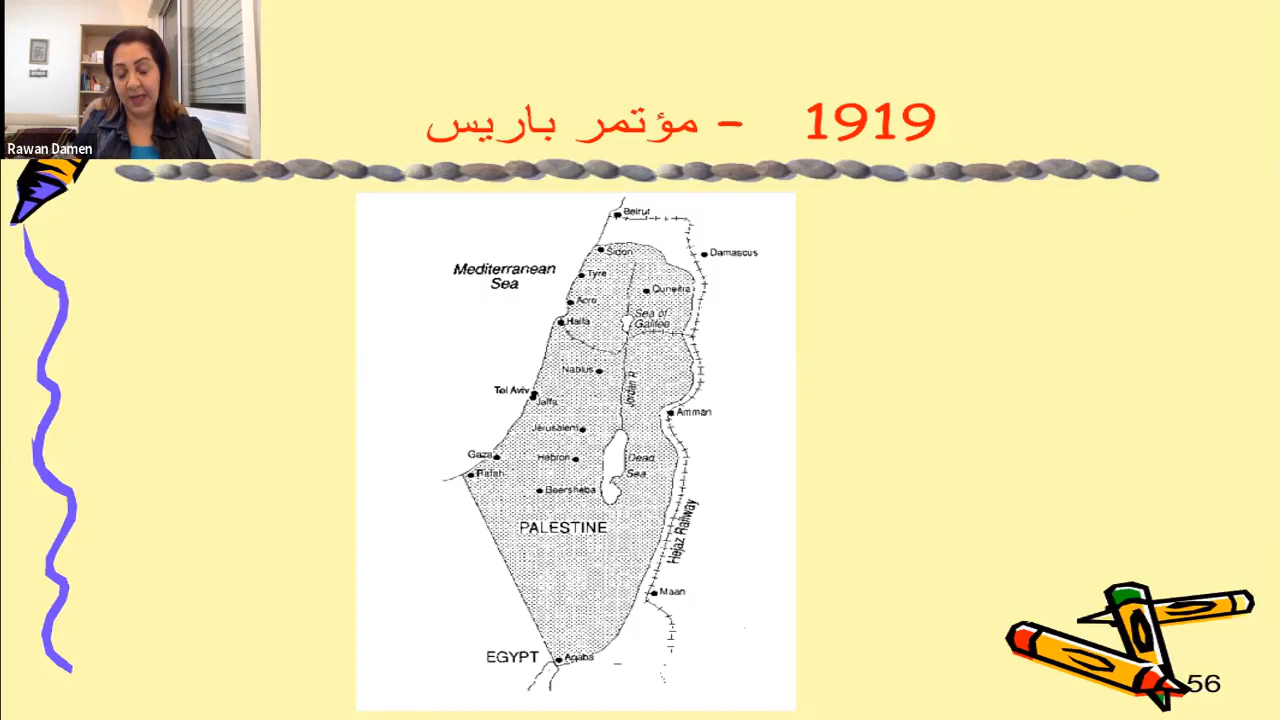 Rawan Damen
1919 - مؤتمر باريس
Beirut
Damascus
Sidon
Mediterranean
Sea
Tyre
Quneitra
Acre
Sea of
Galilee
Haifa
Nablus
Jordan R
Tel Aviv
Jaffa
Amman
Jerusalem
Gaza
Hebron
Dead
Sea
Rafah
Beersheba
PALESTINE
Hejaz Railway
Maan
EGYPT
Aqaba
56